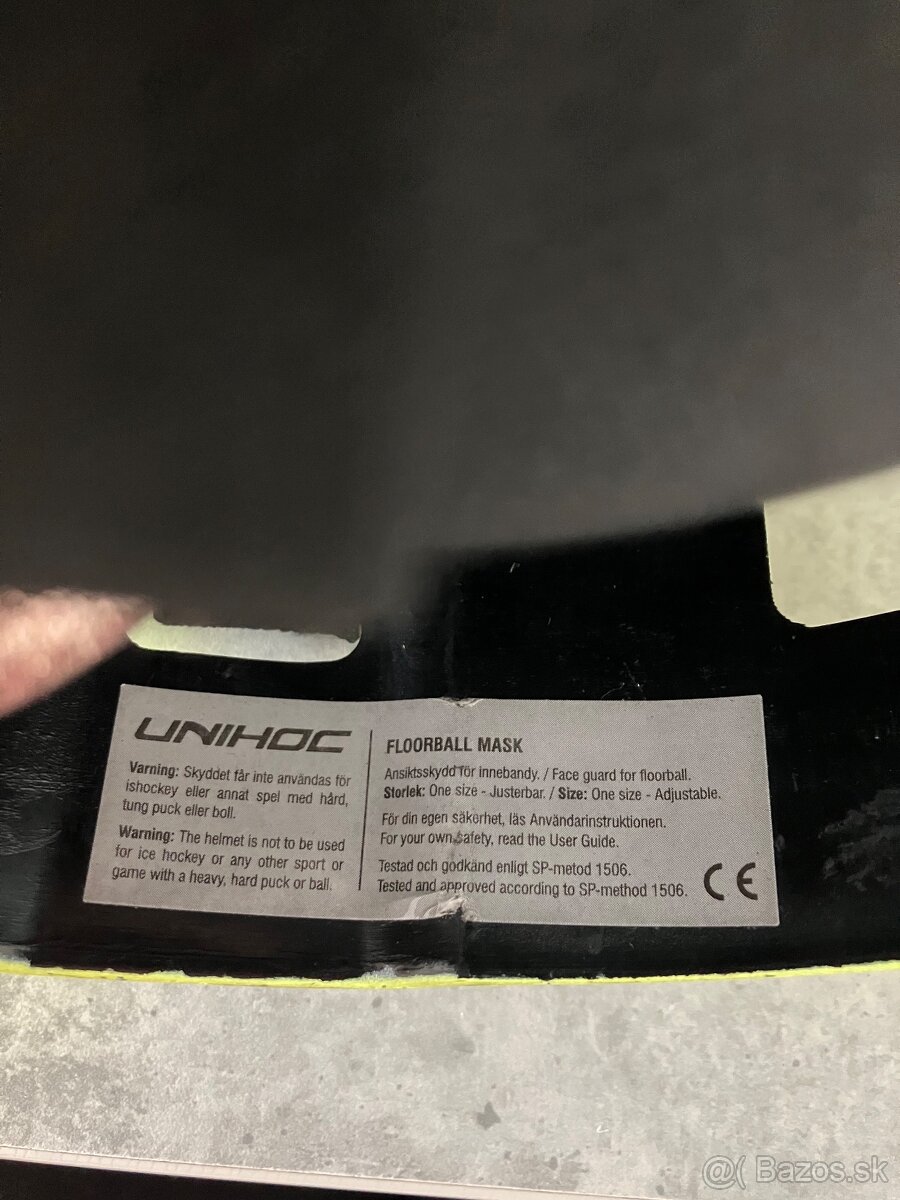 UNIHOC
Varning: Skyddet får inte användas för
ishockey eller annat spel med hård,
tung puck eller boll.
Warning: The helmet is not to be used
for ice hockey or any other sport or
game with a heavy, hard puck or ball.
FLOORBALL MASK
Ansiktsskydd för innebandy. / Face guard for floorball.
Storlek: One size - Justerbar. / Size: One size - Adjustable.
För din egen säkerhet, läs Användarinstruktionen.
For your own safety, read the User Guide.
Testad och godkänd enligt SP-metod 1506.
Tested and approved according to SP-method 1506.
CE
@( Bazos.sk